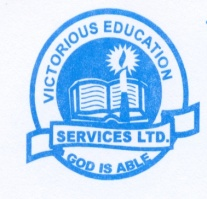 VICTORIOUS EDUCATION
SERVICES LTD.
GOD IS ABLE